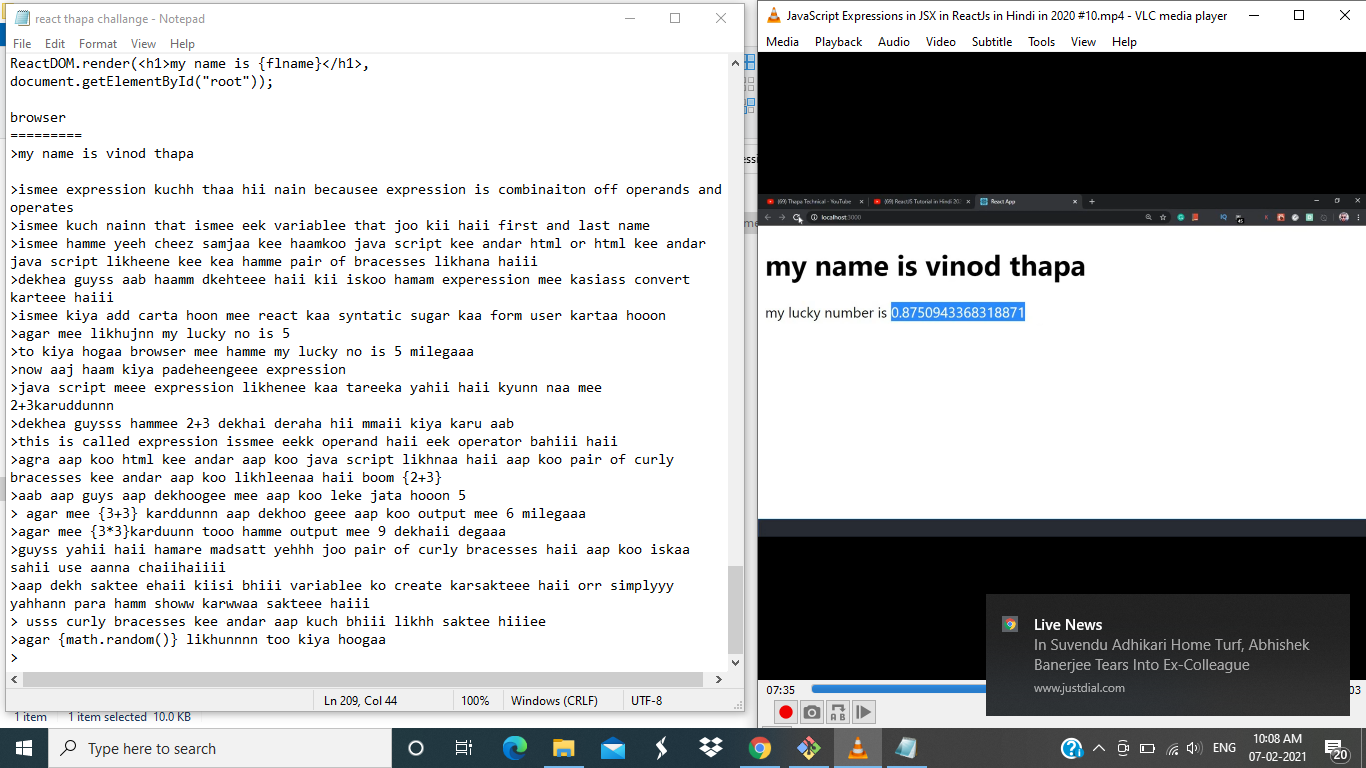 react thapa challange - Notepad
File Edit Format View Help
ReactDOM.render(<h1>my name is {flname}</h1>,
document.getElementById("root"));
browser
=========
>my name is vinod thapa
>ismee expression kuchh thaa hii nain becausee expression is combinaiton off operands and
operates
>ismee kuch nainn that ismee eek variablee that joo kii haii first and last name
>ismee hamme yeeh cheez samjaa kee haamkoo java script kee andar html or html kee andar
java script likheene kee kea hamme pair of bracesses likhana haiii
>dekhea guyss aab haamm dkehteee haii kii iskoo hamam experession mee kasiass convert
karteee haiii
>ismee kiya add carta hoon mee react kaa syntatic sugar kaa form user kartaa hooon
>agar mee likhujnn my lucky no is 5
>to kiya hogaa browser mee hamme my lucky no is 5 milegaaa
>now aaj haam kiya padeheengeee expression
>java script meee expression likhenee kaa tareeka yahii haii kyunn naa mee
2+3karuddunnn
>dekhea guysss hammee 2+3 dekhai deraha hii mmaii kiya karu aab
>this is called expression issmee eekk operand haii eek operator bahiii haii
>agra aap koo html kee andar aap koo java script likhnaa haii aap koo pair of curly
bracesses kee andar aap koo likhleenaa haii boom {2+3}
>aab aap guys aap dekhoogee mee aap koo leke jata hooon 5
> agar mee {3+3} karddunnn aap dekhoo geee aap koo output mee 6 milegaaa
>agar mee {3*3}karduunn tooo hamme output mee 9 dekhaii degaaa
>guyss yahii haii hamare madsatt yehhh joo pair of curly bracesses haii aap koo iskaa
sahii use aanna chaiihaiiii
>aap dekh saktee ehaii kiisi bhiii variablee ko create karsakteee haii orr simplyyy
yahhann para hamm showw karwwaa sakteee haiii
> usss curly bracesses kee andar aap kuch bhiii likhh saktee hiiiee
>agar {math.random()} likhunnnn too kiya hoogaa
>
Ln 209, Col 44 100% Windows (CRLF) UTF-8
1 item 1 item selected 10.0 KB
JavaScript Expressions in JSX in ReactJs in Hindi in 2020 #10.mp4 - VLC media player
Media Playback Audio Video Subtitle Tools View Help
(69) Thapa Technical - YouTube (69) ReactJS Tutorial in Hindi React App
localhost:3000
my name is vinod thapa
my lucky number is 0.8750943368318871
Live News
In Suvendu Adhikari Home Turf, Abhishek
Banerjee Tears Into Ex-Colleague
www.justdial.com
07:35
03
Type here to search
ENG
10:08 AM
07-02-2021
20